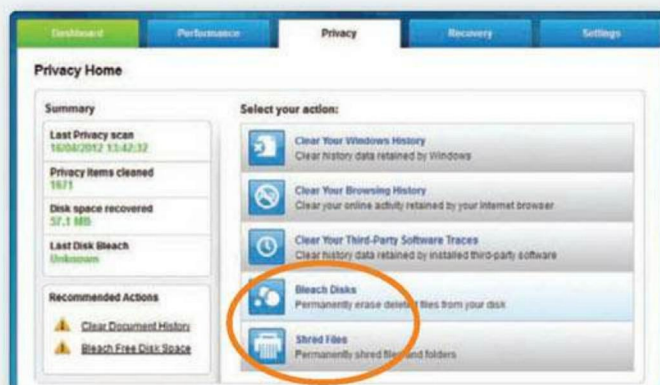 Dashboard
Performance
Privacy
Recovery
Settings
Privacy Home
Summary
Last Privacy scan
16/04/2012 13:42:32
Privacy items cleaned
1671
Disk space recovered
57.1 MB
Last Disk Bleach
Unknown
Recommended Actions
Clear Document History
Bleach Free Disk Space
Select your action:
Clear Your Windows History
Clear history data retained by Windows
Clear Your Browsing History
Clear your online activity retained by your internet browser
Clear Your Third-Party Software Traces
Clear history data retained by installed third-party software
Bleach Disks
Permanently erase deleted files from your disk
Shred Files
Permanently shred files and folders